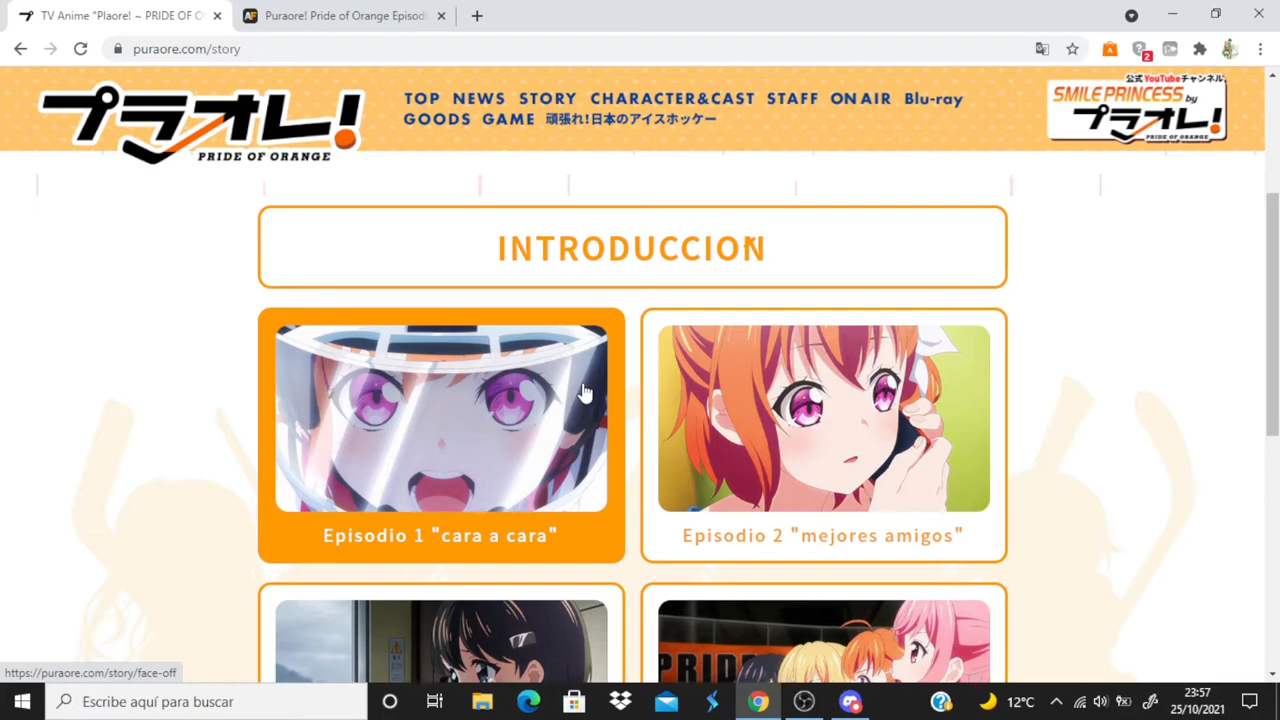 TV Anime "Plaore! ~ PRIDE OF O
Puraore! Pride of Orange Episodi
puraore.com/story
2
プラオレ!
PRIDE OF ORANGE
TOP NEWS STORY CHARACTER&CAST STAFF ON AIR Blu-ray
GOODS GAME 頑張れ!日本のアイスホッケー
公式YouTubeチャンネル
SMILE PRINCESS by
プラオレ!
PRIDE OF ORANGE
INTRODUCCION
Episodio 1 "cara a cara"
Episodio 2 "mejores amigos"
PRID
https://puraore.com/story/face-off
Escribe aquí para buscar
12°C
23:57
25/10/2021